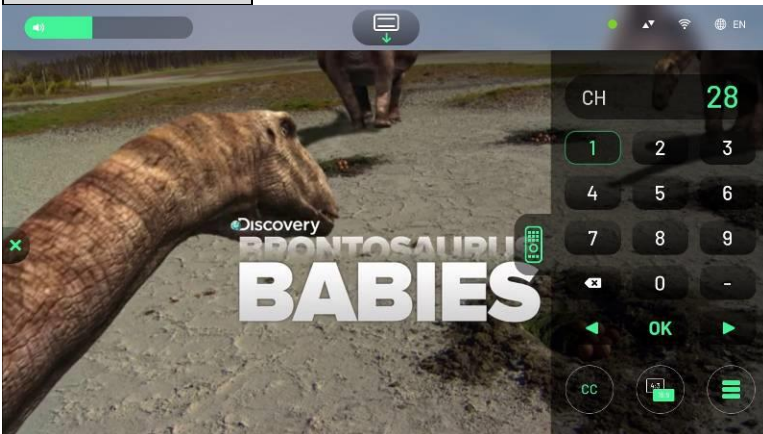 EN
CH 28
1 2 3
4 5 6
Discovery
7 8 9
BRONTOSAURU
BABIES
0 -
OK
CC
4:3